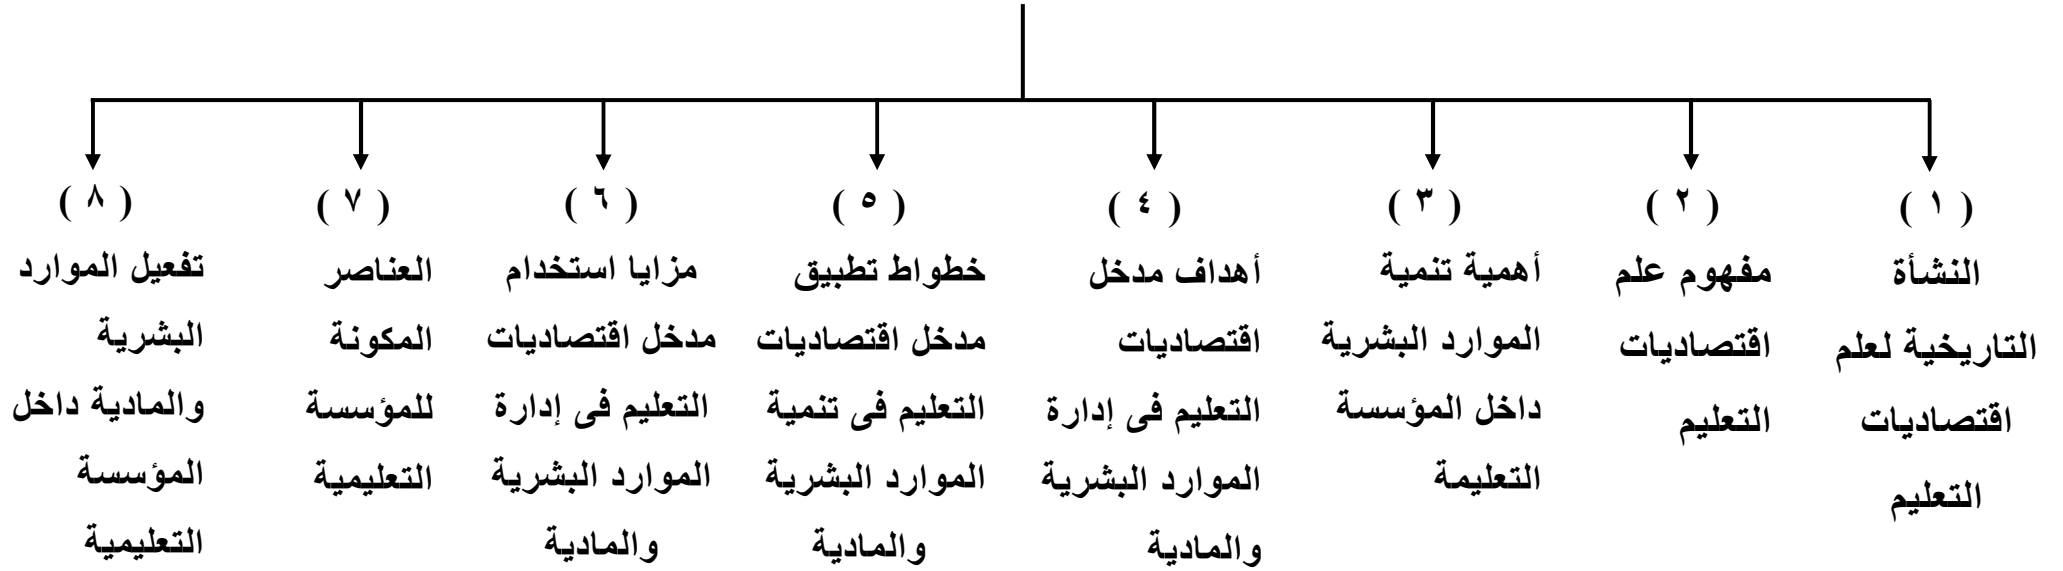 ( ١ )
النشأة
التاريخية لعلم
اقتصاديات
التعليم
( ٢ )
مفهوم علم
اقتصاديات
التعليم
( ٣ )
أهمية تنمية
الموارد البشرية
داخل المؤسسة
التعليمة
( ٤ )
أهداف مدخل
اقتصاديات
التعليم فى إدارة
الموارد البشرية
والمادية
( ٥ )
خطواط تطبيق
مدخل اقتصاديات
التعليم فى تنمية
الموارد البشرية
والمادية
( ٦ )
مزايا استخدام
مدخل اقتصاديات
التعليم فى إدارة
الموارد البشرية
والمادية
( ٧ )
العناصر
المكونة
للمؤسسة
التعليمية
( ٨ )
تفعيل الموارد
البشرية
والمادية داخل
المؤسسة
التعليمية